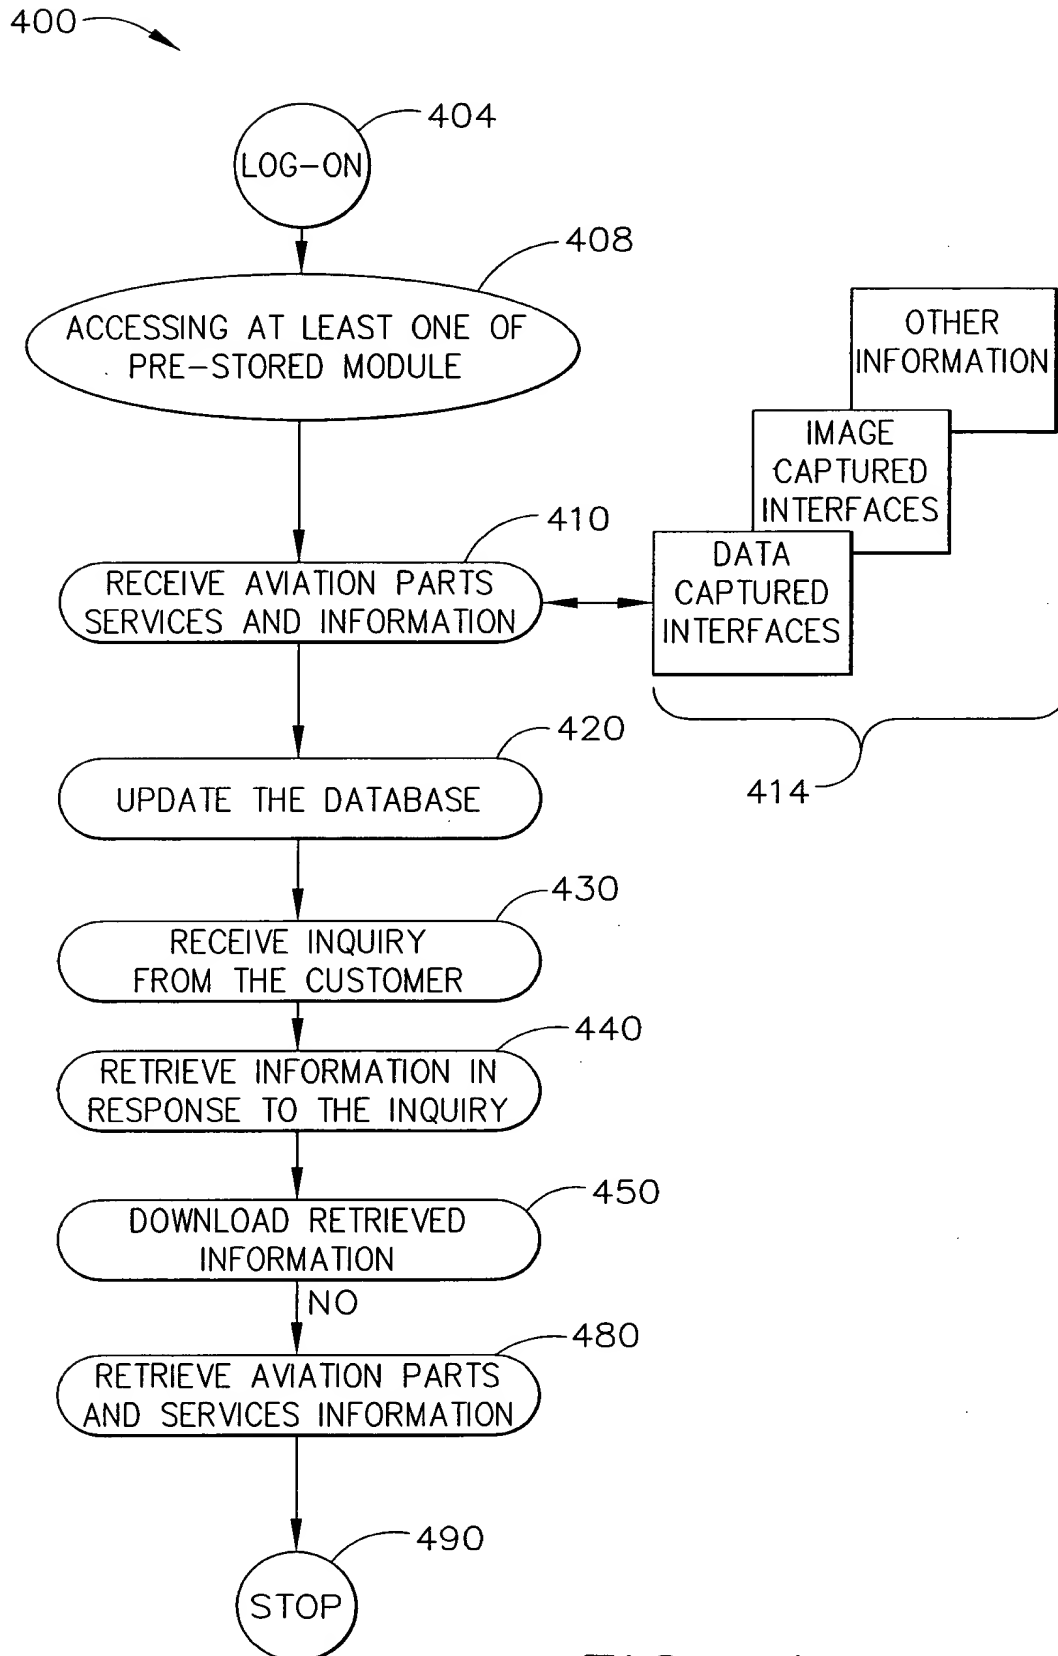 400
404
LOG-ON
408
ACCESSING AT LEAST ONE OF
PRE-STORED MODULE
OTHER
INFORMATION
IMAGE
CAPTURED
INTERFACES
410
RECEIVE AVIATION PARTS
SERVICES AND INFORMATION
DATA
CAPTURED
INTERFACES
414
420
UPDATE THE DATABASE
430
RECEIVE INQUIRY
FROM THE CUSTOMER
440
RETRIEVE INFORMATION IN
RESPONSE TO THE INQUIRY
450
DOWNLOAD RETRIEVED
INFORMATION
NO
480
RETRIEVE AVIATION PARTS
AND SERVICES INFORMATION
490
STOP